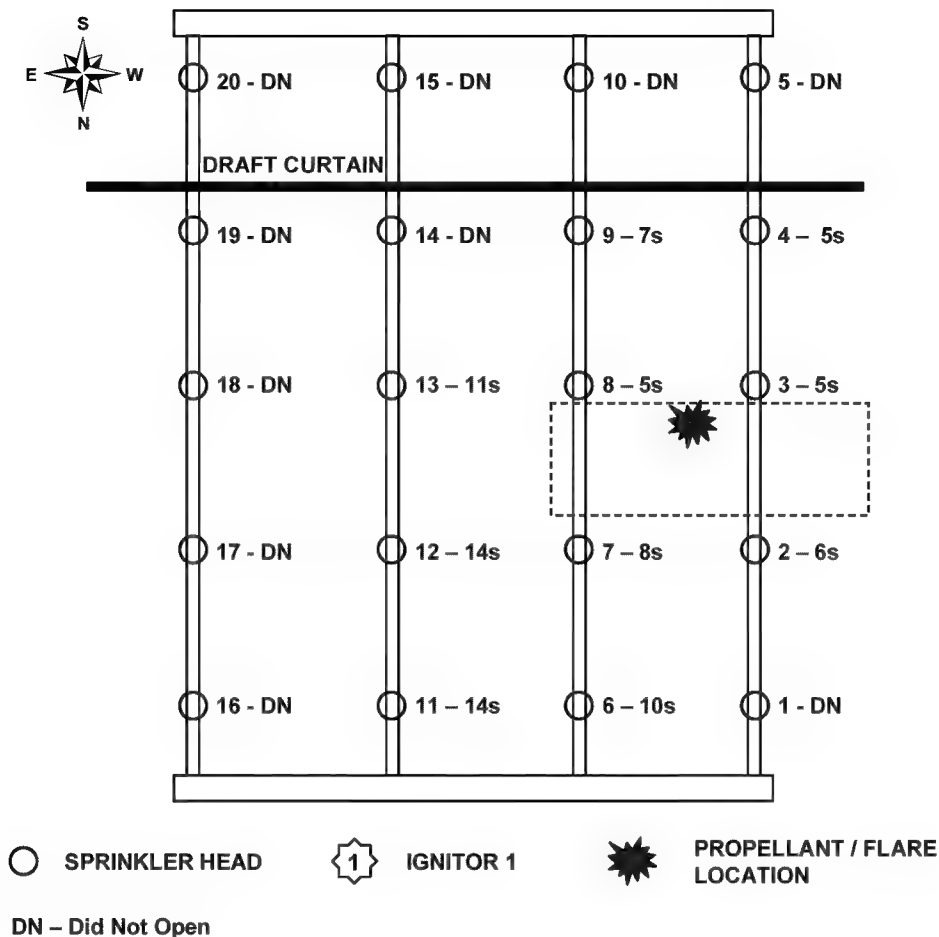 S
E W
N
20 - DN 15 - DN 10 - DN 5 - DN
DRAFT CURTAIN
19 - DN 14 - DN 9 – 7s 4 – 5s
18 - DN 13 – 11s 8 – 5s 3 – 5s
17 - DN 12 – 14s 7 – 8s 2 – 6s
16 - DN 11 – 14s 6 – 10s 1 - DN
SPRINKLER HEAD 1 IGNITOR 1 PROPELLANT / FLARE
LOCATION
DN – Did Not Open